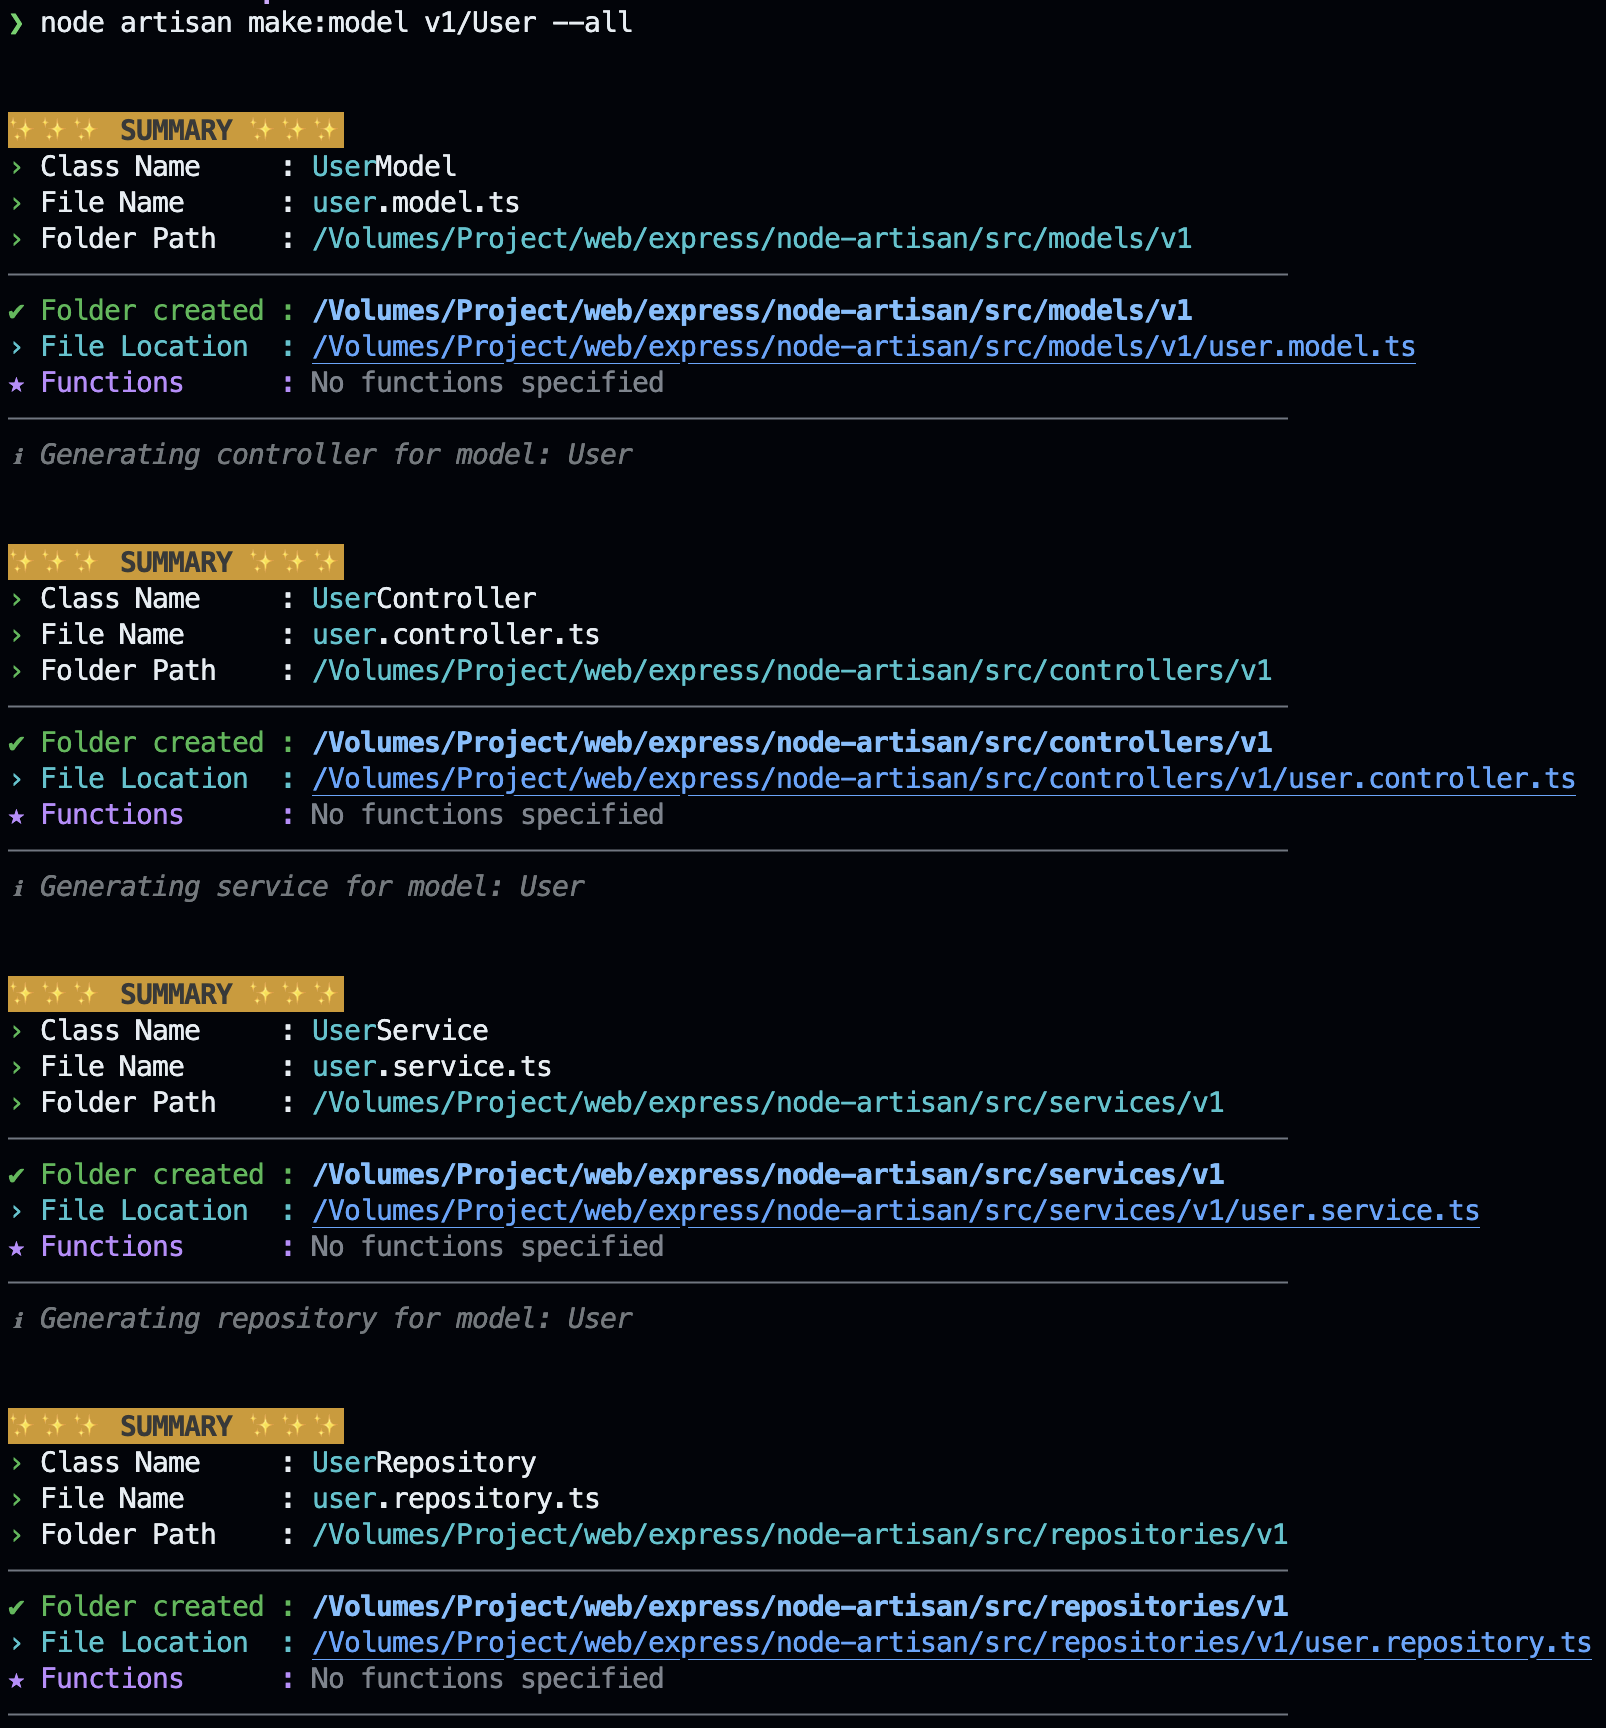 ❯ node artisan make:model v1/User --all
✨✨✨ SUMMARY ✨✨✨
› Class Name : UserModel
› File Name : user.model.ts
› Folder Path : /Volumes/Project/web/express/node-artisan/src/models/v1
✔ Folder created : /Volumes/Project/web/express/node-artisan/src/models/v1
› File Location : /Volumes/Project/web/express/node-artisan/src/models/v1/user.model.ts
★ Functions : No functions specified
ℹ Generating controller for model: User
✨✨✨ SUMMARY ✨✨✨
› Class Name : UserController
› File Name : user.controller.ts
› Folder Path : /Volumes/Project/web/express/node-artisan/src/controllers/v1
✔ Folder created : /Volumes/Project/web/express/node-artisan/src/controllers/v1
› File Location : /Volumes/Project/web/express/node-artisan/src/controllers/v1/user.controller.ts
★ Functions : No functions specified
ℹ Generating service for model: User
✨✨✨ SUMMARY ✨✨✨
› Class Name : UserService
› File Name : user.service.ts
› Folder Path : /Volumes/Project/web/express/node-artisan/src/services/v1
✔ Folder created : /Volumes/Project/web/express/node-artisan/src/services/v1
› File Location : /Volumes/Project/web/express/node-artisan/src/services/v1/user.service.ts
★ Functions : No functions specified
ℹ Generating repository for model: User
✨✨✨ SUMMARY ✨✨✨
› Class Name : UserRepository
› File Name : user.repository.ts
› Folder Path : /Volumes/Project/web/express/node-artisan/src/repositories/v1
✔ Folder created : /Volumes/Project/web/express/node-artisan/src/repositories/v1
› File Location : /Volumes/Project/web/express/node-artisan/src/repositories/v1/user.repository.ts
★ Functions : No functions specified